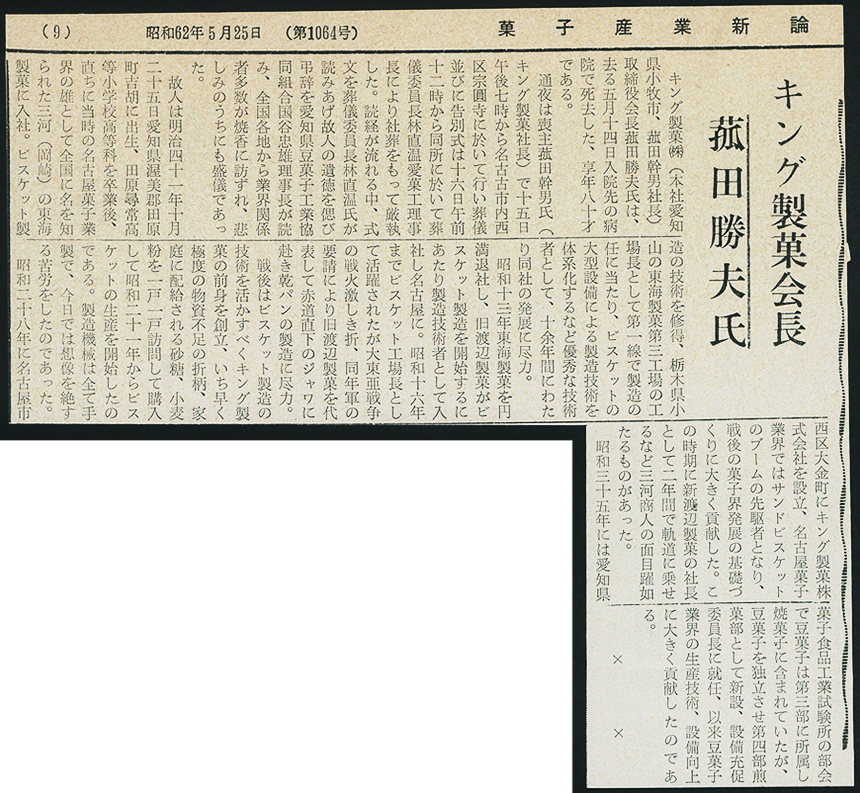 （9）　昭和62年5月25日　（第1064号）　菓子産業新論
キング製菓会長
菰田勝夫氏
キング製菓㈱（本社愛知
県小牧市、菰田幹男社長）
取締役会長菰田勝夫氏は、
去る五月十四日入院先の病
院で死去した、享年八十才
である。
通夜は喪主菰田幹男氏（
キング製菓社長）で十五日
午後七時から名古屋市内西
区宗圓寺に於いて行い葬儀
並びに告別式は十六日午前
十二時から同所に於いて葬
儀委員長林直温愛菓工理事
長により社葬をもって厳執
した。読経が流れる中、式
文を葬儀委員長林直温氏が
読みあげ故人の遺徳を偲び
弔辞を愛知県豆菓子工業協
同組合国谷忠雄理事長が読
み、全国各地から業界関係
者多数が焼香に訪ずれ、悲
しみのうちにも盛儀であっ
た。
故人は明治四十一年十月
二十五日愛知県渥美郡田原
町吉胡に出生、田原尋常高
等小学校高等科を卒業後、
直ちに当時の名古屋菓子業
界の雄として全国に名を知
られた三河（岡崎）の東海
製菓に入社。ビスケット製
造の技術を修得、栃木県小
山の東海製菓第三工場の工
場長として第一線で製造の
任に当たり、ビスケットの
大型設備による製造技術を
体系化するなど優秀な技術
者として、十余年間にわた
り同社の発展に尽力。
昭和十三年東海製菓を円
満退社し、旧渡辺製菓がビ
スケット製造を開始するに
あたり製造技術者として入
社し名古屋に。昭和十六年
までビスケット工場長とし
て活躍されたが大東亜戦争
の戦火激しき折、同年軍の
要請により旧渡辺製菓を代
表して赤道直下のジャワに
赴き乾パンの製造に尽力。
戦後はビスケット製造の
技術を活かすべくキング製
菓の前身を創立、いち早く
極度の物資不足の折柄、家
庭に配給される砂糖、小麦
粉を一戸一戸訪問して購入
して昭和二十一年からビス
ケットの生産を開始したの
である。製造機械は全て手
製で、今日では想像を絶す
る苦労をしたのであった。
昭和二十八年に名古屋市
西区大金町にキング製菓株
式会社を設立、名古屋菓子
業界ではサンドビスケット
のブームの先駆者となり、
戦後の菓子界発展の基礎づ
くりに大きく貢献した。こ
の時期に新渡辺製菓の社長
として二年間で軌道に乗せ
るなど三河商人の面目躍如
たるものがあった。
昭和三十五年には愛知県
菓子食品工業試験所の部会
で豆菓子は第三部に所属し
焼菓子に含まれていたが、
豆菓子を独立させ第四部煎
菓部として新設、設備充促
委員長に就任、以来豆菓子
業界の生産技術、設備向上
に大きく貢献したのであ
る。
×　×